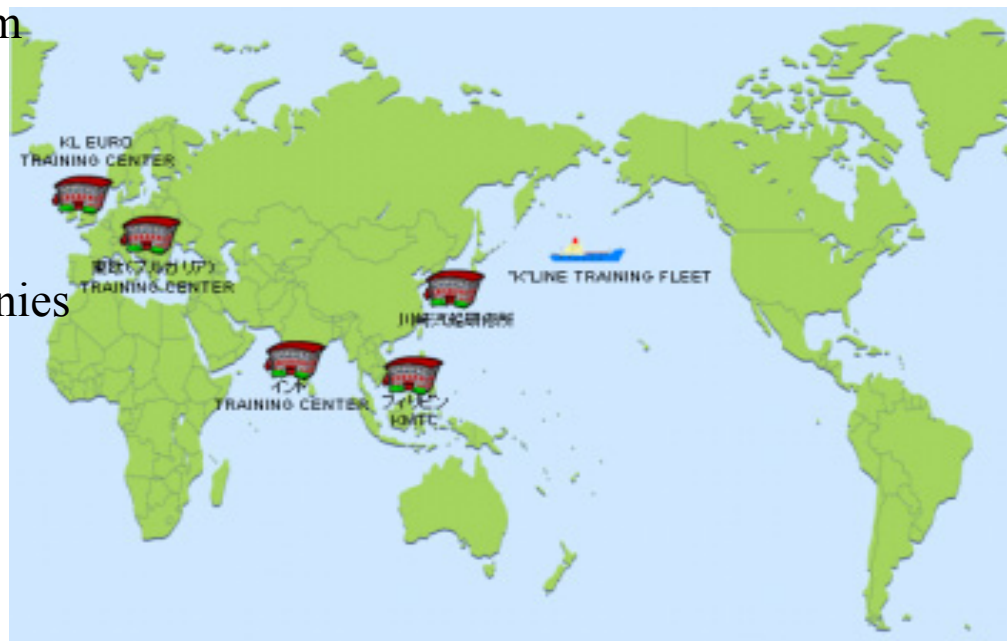 m
KL EURO
TRAINING CENTER
東欧(ブルガリア)
TRAINING CENTER
nies
"K"LINE TRAINING FLEET
川崎汽船研修所
インド
TRAINING CENTER
フィリピン
KMTC